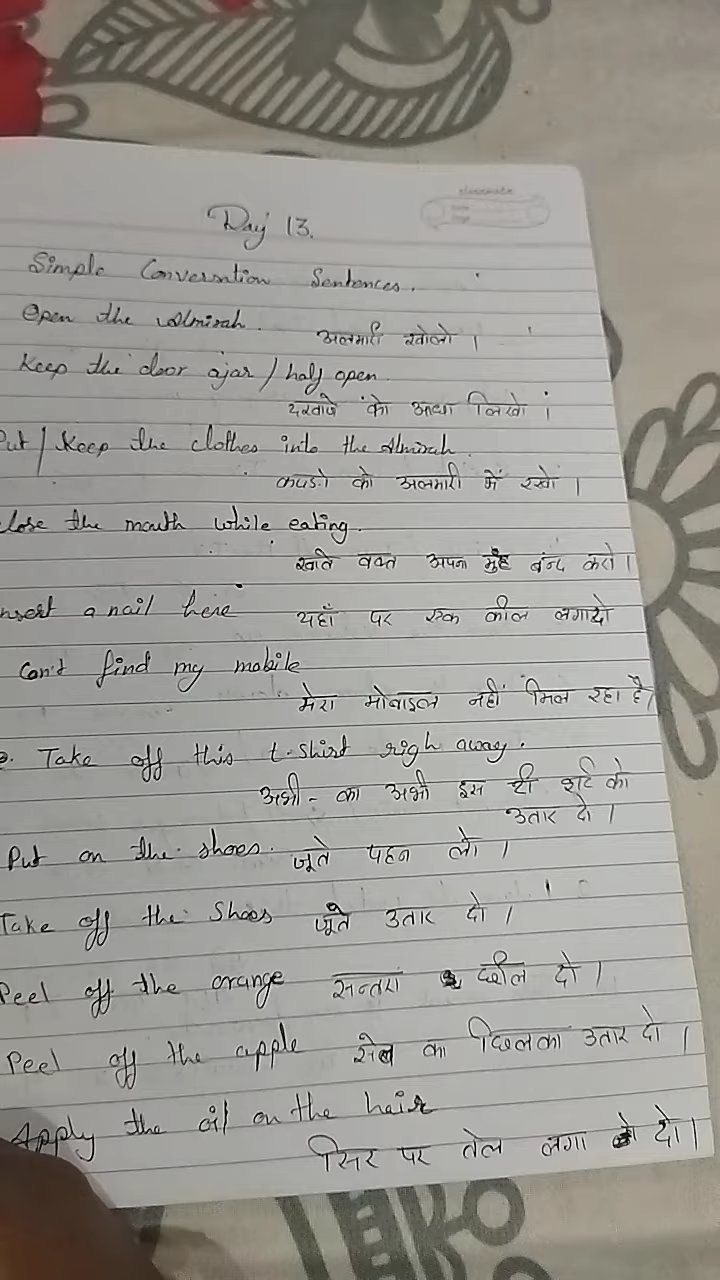 classmate
Day 13.
Simple Conversation Sentences.
Open the Almirah.
अलमारी खोलो ।
Keep the door ajar / half open.
दरवाजे को आधा लिखो ।
Put / Keep the clothes into the Almirah.
कपडो को अलमारी में रखो ।
lose the mouth while eating.
खाते वक्त अपना मुँह बंन्द करो ।
nsert a nail here यहाँ पर एक कील लगादो
Can't find my mobile
मेरा मोबाइल नहीं मिल रहा है
Take off this t-shirt righ away.
अभी - का अभी इस टी शर्ट को
उतार दो ।
Put on the shoes. जूते पहन लो ।
Take off the Shoes जूते उतार दो ।
Peel off the orange सन्तरा छील दो ।
Peel off the apple सेब का छिलका उतार दो ।
Apply the oil on the hair
सिर पर तेल लगा दो ।